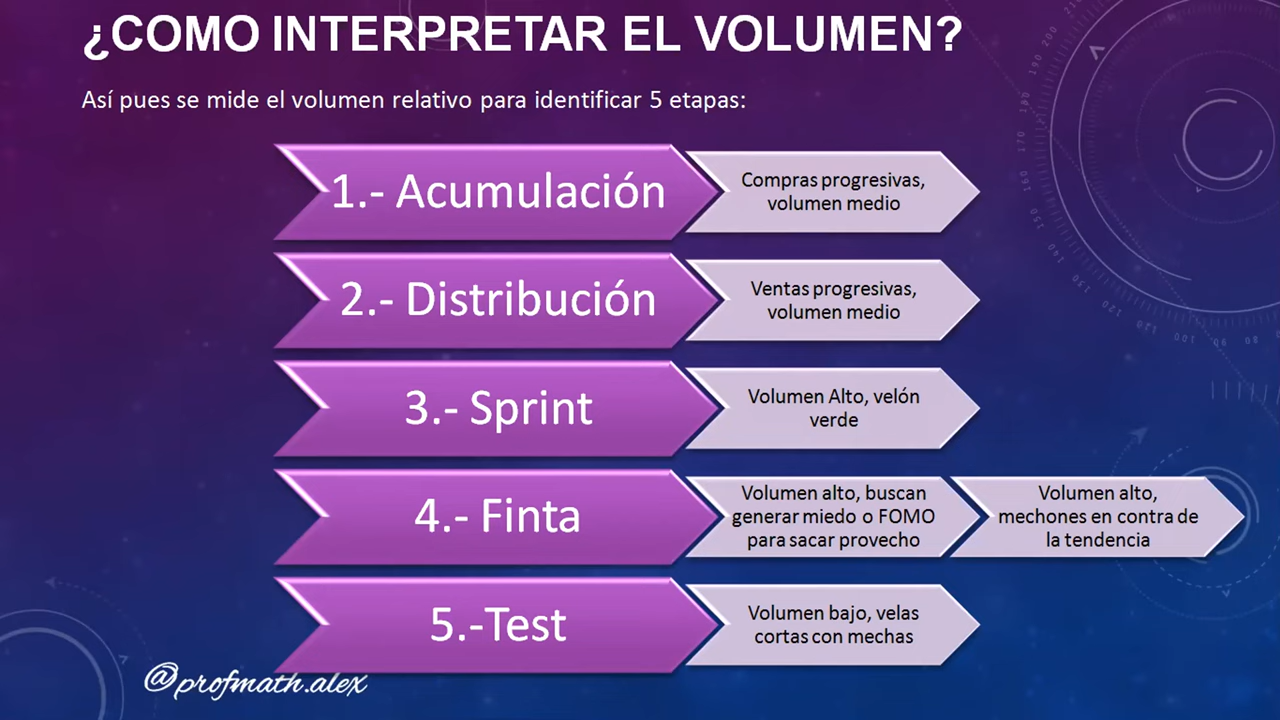 ¿COMO INTERPRETAR EL VOLUMEN?
Así pues se mide el volumen relativo para identificar 5 etapas:
1.- Acumulación
Compras progresivas,
volumen medio
2.- Distribución
Ventas progresivas,
volumen medio
3.- Sprint
Volumen Alto, velón
verde
4.- Finta
Volumen alto, buscan
generar miedo o FOMO
para sacar provecho
Volumen alto,
mechones en contra de
la tendencia
5.-Test
Volumen bajo, velas
cortas con mechas
@profmath.alex